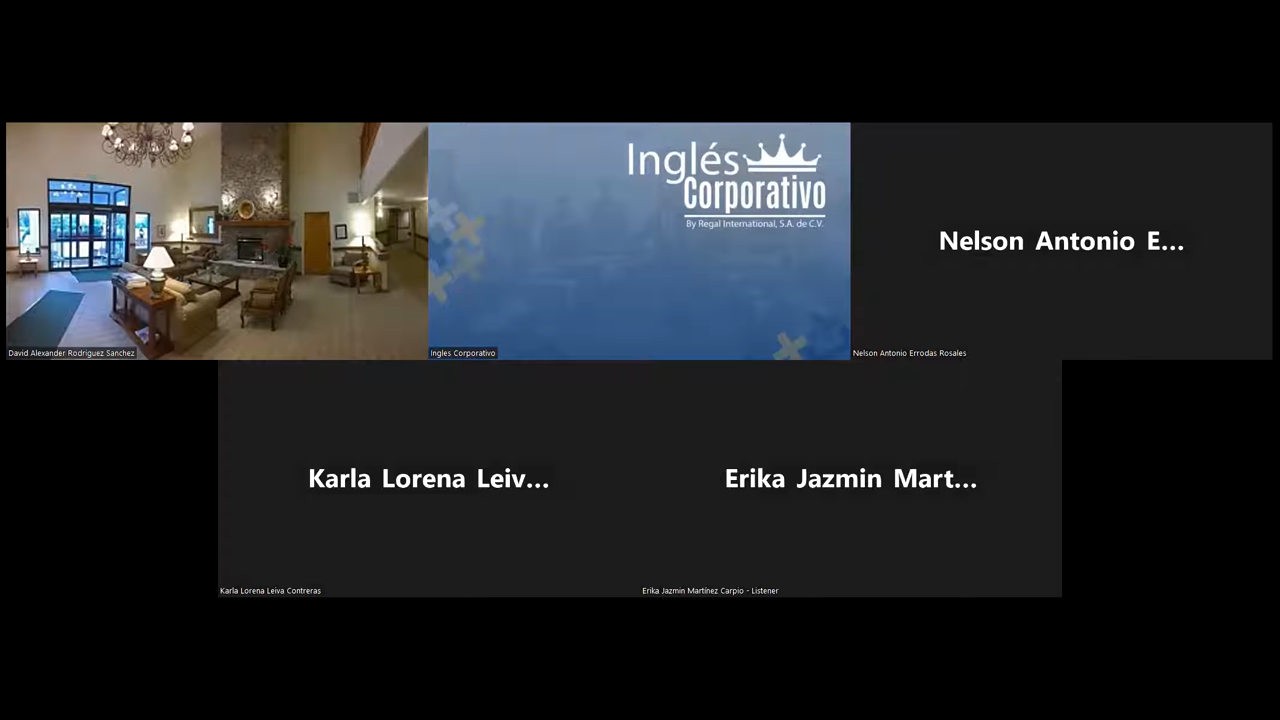 Inglés
Corporativo
By Regal International, S.A. de C.V.
Nelson Antonio E...
David Alexander Rodriguez Sanchez
Ingles Corporativo
Nelson Antonio Errodas Rosales
Karla Lorena Leiv...
Erika Jazmin Mart...
Karla Lorena Leiva Contreras
Erika Jazmin Martínez Carpio - Listener